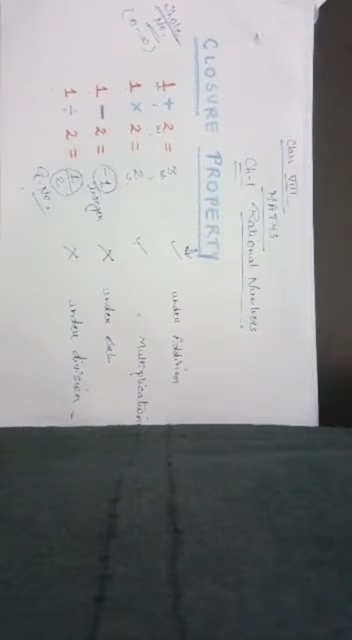 Class VIII
MATHS
Ch-1 Rational Numbers
CLOSURE PROPERTY
Whole No. (0-∞)
1 + 2 = 3 ✓ under Addition
1 × 2 = 2 ✓ " Multiplication
1 - 2 = -1 ✗ under Sub
Integer
1 ÷ 2 = 1/2 ✗ under division